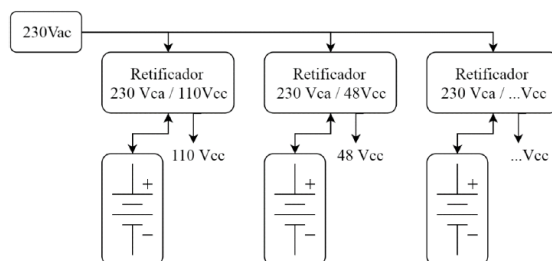 230Vac
Retificador
230 Vca / 110Vcc
Retificador
230 Vca / 48Vcc
Retificador
230 Vca / ...Vcc
110 Vcc
48 Vcc
...Vcc
+
−
+
−
+
−